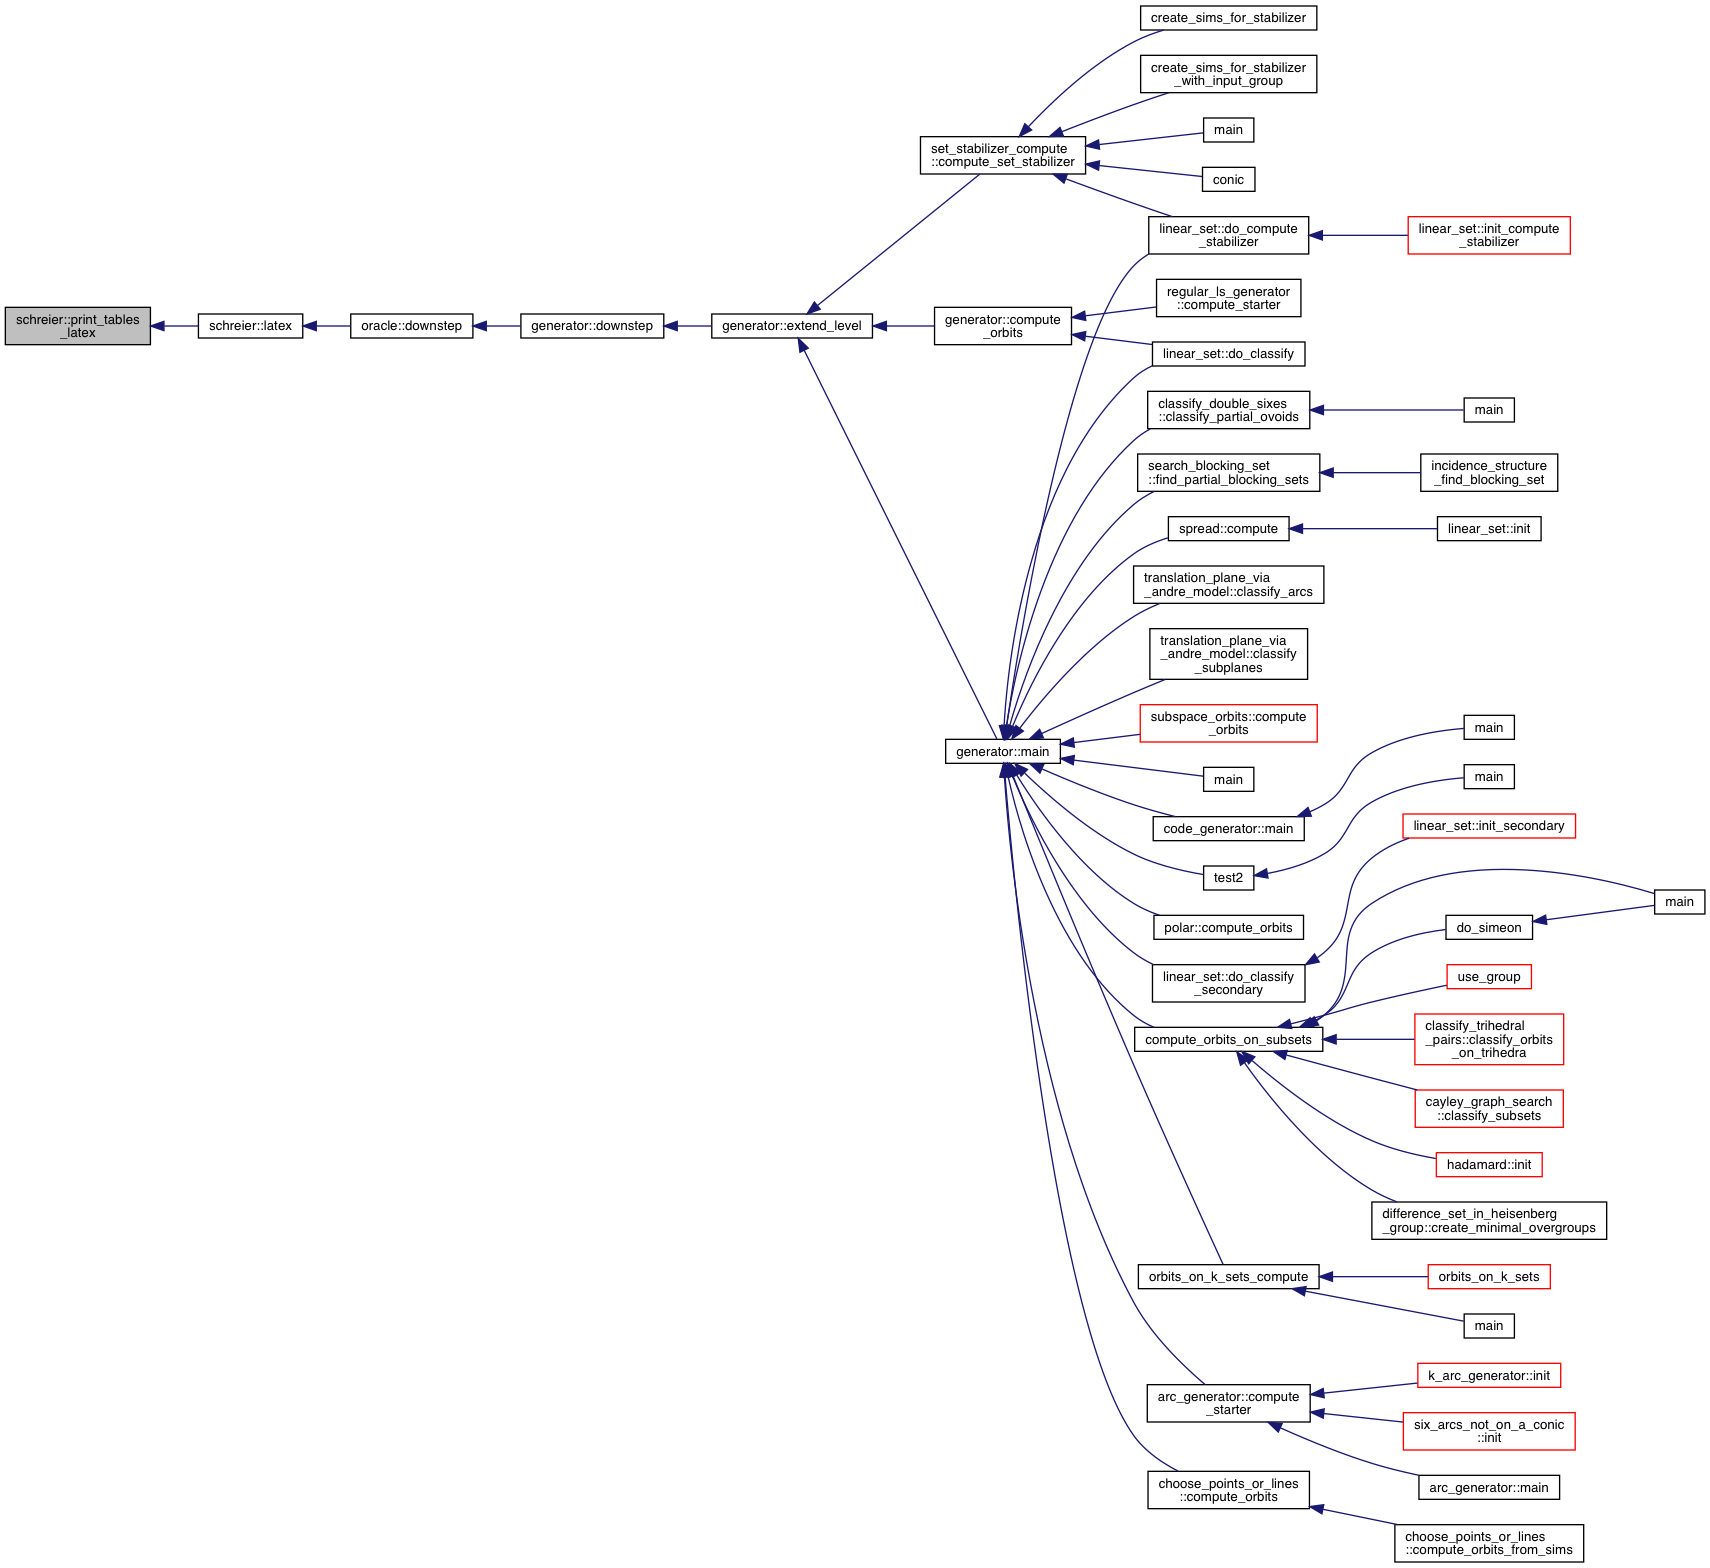 create_sims_for_stabilizer
create_sims_for_stabilizer
_with_input_group
main
set_stabilizer_compute
::compute_set_stabilizer
conic
linear_set::do_compute
_stabilizer
linear_set::init_compute
_stabilizer
regular_ls_generator
::compute_starter
schreier::print_tables
_latex
schreier::latex
oracle::downstep
generator::downstep
generator::extend_level
generator::compute
_orbits
linear_set::do_classify
classify_double_sixes
::classify_partial_ovoids
main
search_blocking_set
::find_partial_blocking_sets
incidence_structure
_find_blocking_set
spread::compute
linear_set::init
translation_plane_via
_andre_model::classify_arcs
translation_plane_via
_andre_model::classify
_subplanes
subspace_orbits::compute
_orbits
main
generator::main
main
main
code_generator::main
linear_set::init_secondary
test2
main
polar::compute_orbits
do_simeon
linear_set::do_classify
_secondary
use_group
compute_orbits_on_subsets
classify_trihedral
_pairs::classify_orbits
_on_trihedra
cayley_graph_search
::classify_subsets
hadamard::init
difference_set_in_heisenberg
_group::create_minimal_overgroups
orbits_on_k_sets_compute
orbits_on_k_sets
main
k_arc_generator::init
arc_generator::compute
_starter
six_arcs_not_on_a_conic
::init
choose_points_or_lines
::compute_orbits
arc_generator::main
choose_points_or_lines
::compute_orbits_from_sims